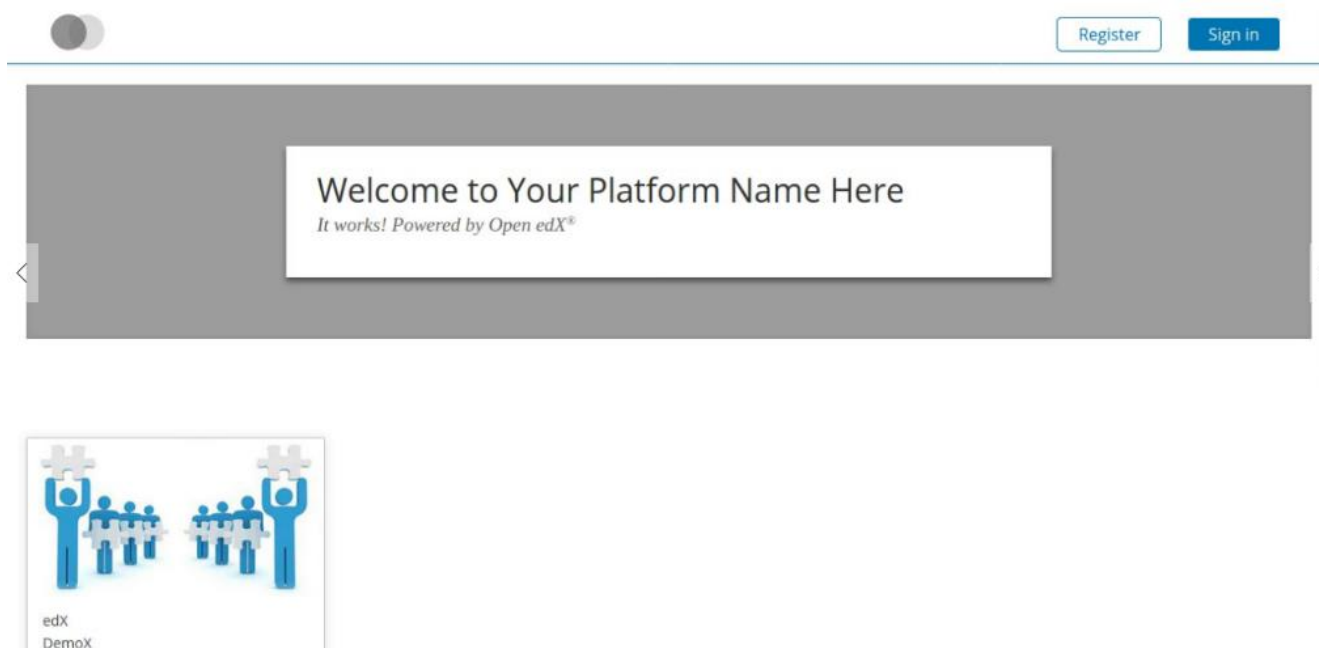 Register
Sign in
Welcome to Your Platform Name Here
It works! Powered by Open edX®
edX
DemoX